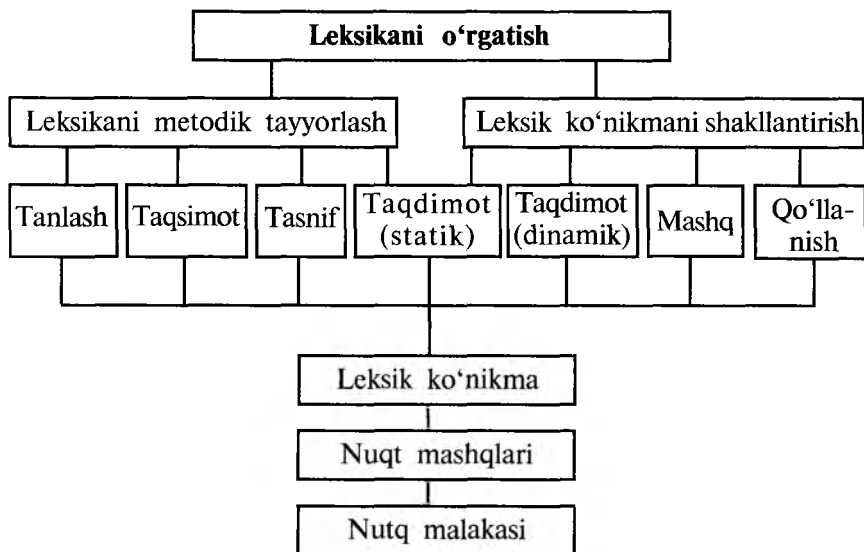 Leksikani o‘rgatish
Leksikani metodik tayyorlash
Leksik ko‘nikmani shakllantirish
Tanlash
Taqsimot
Tasnif
Taqdimot
(statik)
Taqdimot
(dinamik)
Mashq
Qo‘lla-
nish
Leksik ko‘nikma
Nuqt mashqlari
Nutq malakasi